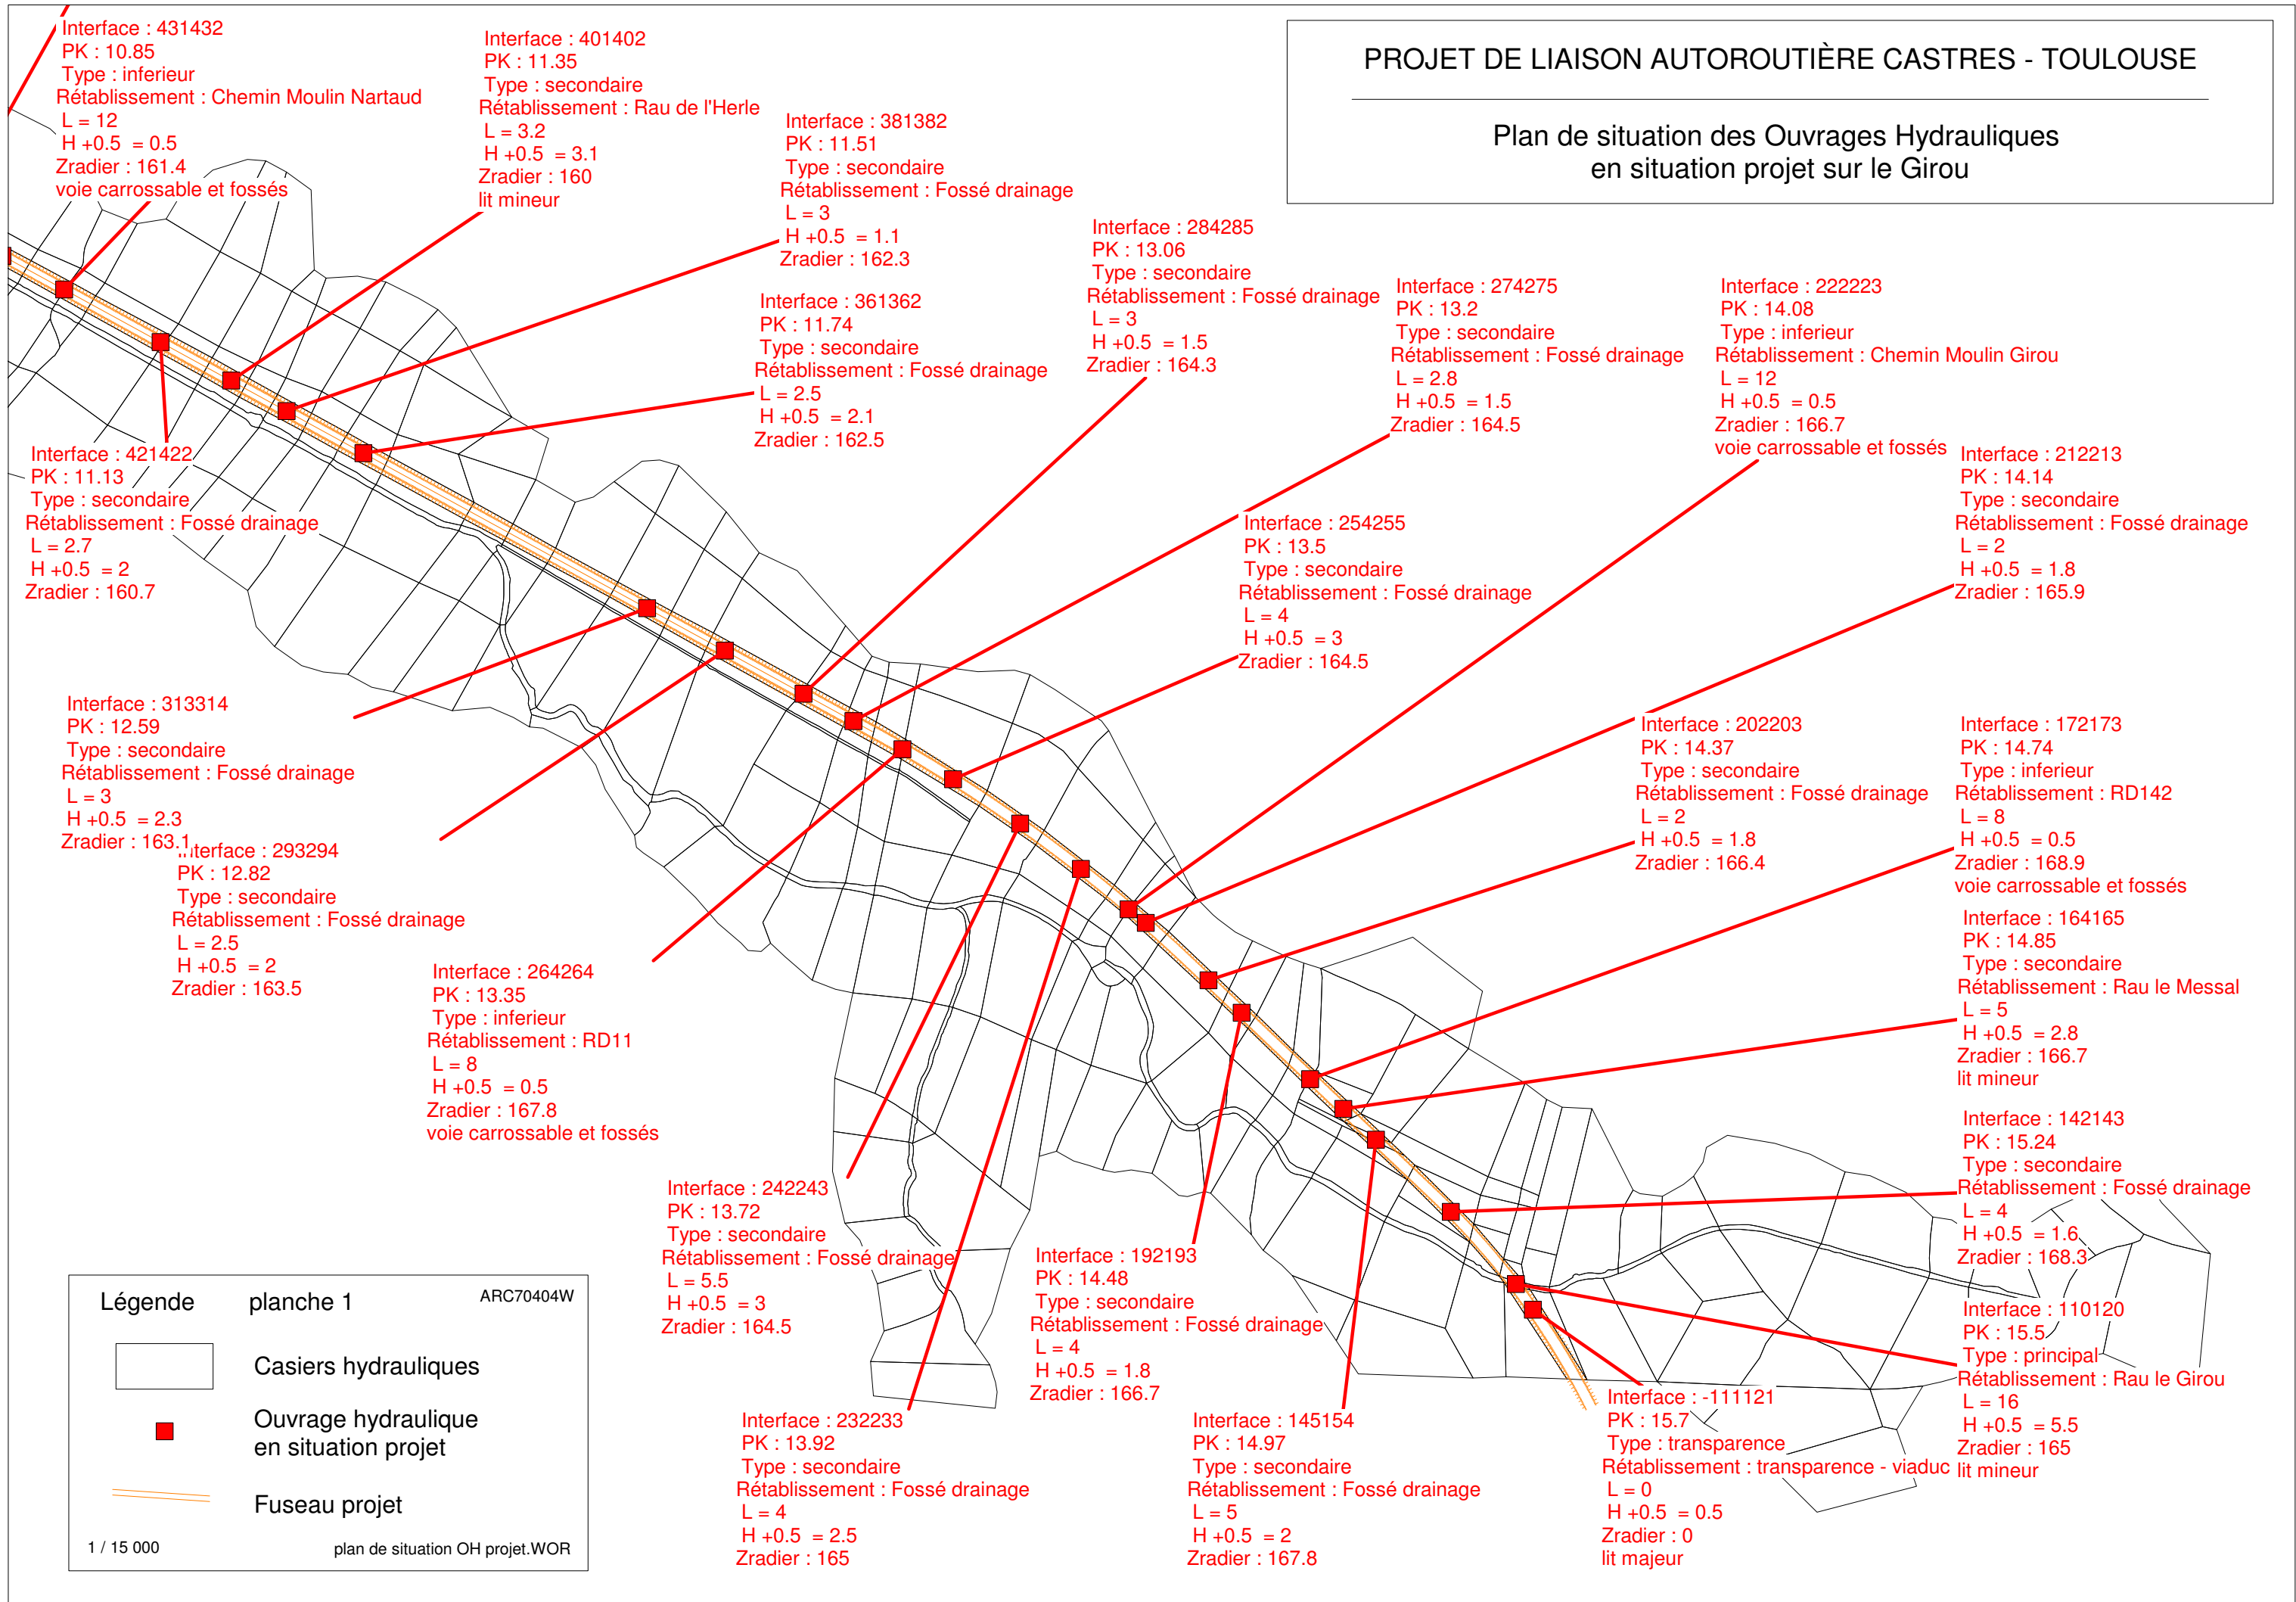 PROJET DE LIAISON AUTOROUTIÈRE CASTRES - TOULOUSE
Plan de situation des Ouvrages Hydrauliques
en situation projet sur le Girou
Interface : 431432
PK : 10.85
Type : inferieur
Rétablissement : Chemin Moulin Nartaud
L = 12
H +0.5 = 0.5
Zradier : 161.4
voie carrossable et fossés
Interface : 401402
PK : 11.35
Type : secondaire
Rétablissement : Rau de l'Herle
L = 3.2
H +0.5 = 3.1
Zradier : 160
lit mineur
Interface : 381382
PK : 11.51
Type : secondaire
Rétablissement : Fossé drainage
L = 3
H +0.5 = 1.1
Zradier : 162.3
Interface : 361362
PK : 11.74
Type : secondaire
Rétablissement : Fossé drainage
L = 2.5
H +0.5 = 2.1
Zradier : 162.5
Interface : 284285
PK : 13.06
Type : secondaire
Rétablissement : Fossé drainage
L = 3
H +0.5 = 1.5
Zradier : 164.3
Interface : 274275
PK : 13.2
Type : secondaire
Rétablissement : Fossé drainage
L = 2.8
H +0.5 = 1.5
Zradier : 164.5
Interface : 222223
PK : 14.08
Type : inferieur
Rétablissement : Chemin Moulin Girou
L = 12
H +0.5 = 0.5
Zradier : 166.7
voie carrossable et fossés
Interface : 212213
PK : 14.14
Type : secondaire
Rétablissement : Fossé drainage
L = 2
H +0.5 = 1.8
Zradier : 165.9
Interface : 421422
PK : 11.13
Type : secondaire
Rétablissement : Fossé drainage
L = 2.7
H +0.5 = 2
Zradier : 160.7
Interface : 254255
PK : 13.5
Type : secondaire
Rétablissement : Fossé drainage
L = 4
H +0.5 = 3
Zradier : 164.5
Interface : 313314
PK : 12.59
Type : secondaire
Rétablissement : Fossé drainage
L = 3
H +0.5 = 2.3
Zradier : 163.1
Interface : 293294
PK : 12.82
Type : secondaire
Rétablissement : Fossé drainage
L = 2.5
H +0.5 = 2
Zradier : 163.5
Interface : 264264
PK : 13.35
Type : inferieur
Rétablissement : RD11
L = 8
H +0.5 = 0.5
Zradier : 167.8
voie carrossable et fossés
Interface : 202203
PK : 14.37
Type : secondaire
Rétablissement : Fossé drainage
L = 2
H +0.5 = 1.8
Zradier : 166.4
Interface : 172173
PK : 14.74
Type : inferieur
Rétablissement : RD142
L = 8
H +0.5 = 0.5
Zradier : 168.9
voie carrossable et fossés
Interface : 164165
PK : 14.85
Type : secondaire
Rétablissement : Rau le Messal
L = 5
H +0.5 = 2.8
Zradier : 166.7
lit mineur
Interface : 142143
PK : 15.24
Type : secondaire
Rétablissement : Fossé drainage
L = 4
H +0.5 = 1.6
Zradier : 168.3
Interface : 110120
PK : 15.5
Type : principal
Rétablissement : Rau le Girou
L = 16
H +0.5 = 5.5
Zradier : 165
lit mineur
Interface : 242243
PK : 13.72
Type : secondaire
Rétablissement : Fossé drainage
L = 5.5
H +0.5 = 3
Zradier : 164.5
Interface : 192193
PK : 14.48
Type : secondaire
Rétablissement : Fossé drainage
L = 4
H +0.5 = 1.8
Zradier : 166.7
Interface : 232233
PK : 13.92
Type : secondaire
Rétablissement : Fossé drainage
L = 4
H +0.5 = 2.5
Zradier : 165
Interface : 145154
PK : 14.97
Type : secondaire
Rétablissement : Fossé drainage
L = 5
H +0.5 = 2
Zradier : 167.8
Interface : -111121
PK : 15.7
Type : transparence
Rétablissement : transparence - viaduc
L = 0
H +0.5 = 0.5
Zradier : 0
lit majeur
Légende planche 1 ARC70404W
Casiers hydrauliques
Ouvrage hydraulique
en situation projet
Fuseau projet
1 / 15 000 plan de situation OH projet.WOR